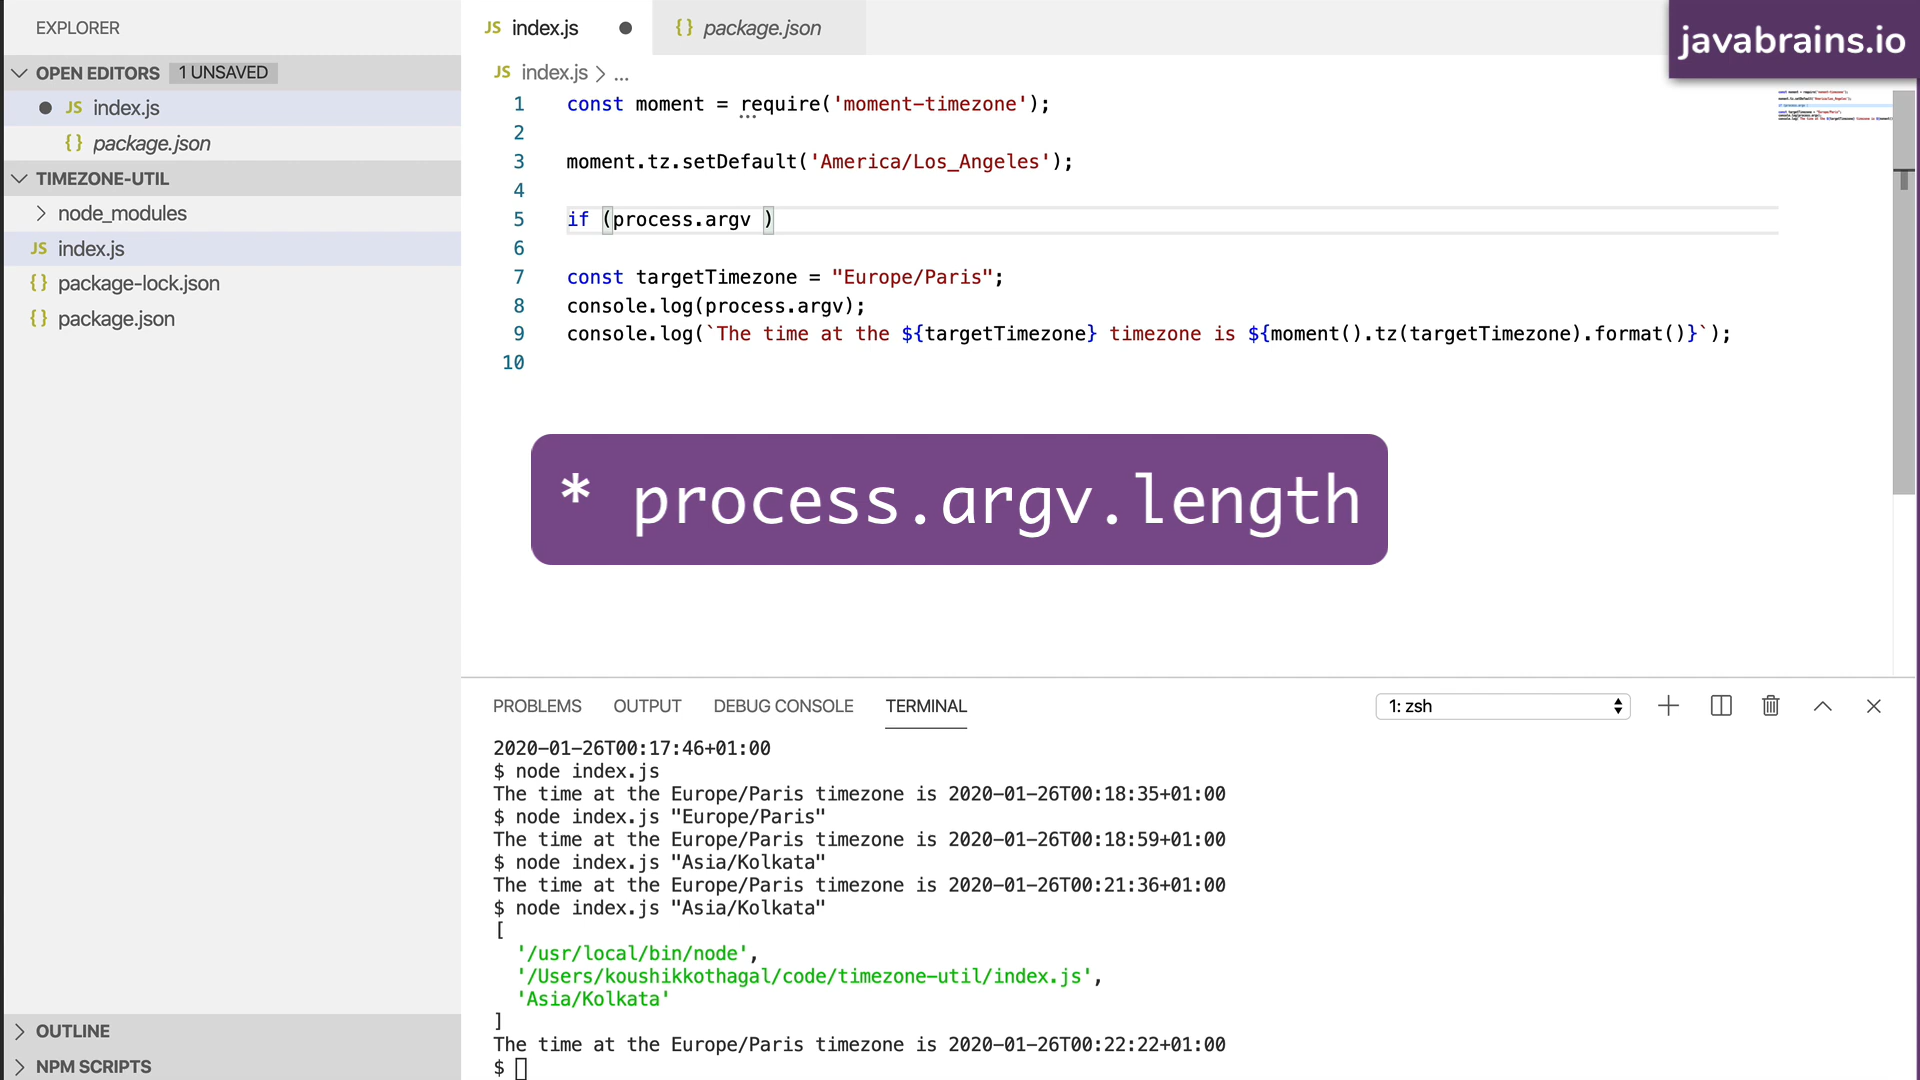 EXPLORER
OPEN EDITORS 1 UNSAVED
JS index.js
{} package.json
TIMEZONE-UTIL
node_modules
JS index.js
{} package-lock.json
{} package.json
OUTLINE
NPM SCRIPTS
JS index.js
{} package.json
javabrains.io
JS index.js > ...
1 const moment = require('moment-timezone');
2
3 moment.tz.setDefault('America/Los_Angeles');
4
5 if (process.argv )
6
7 const targetTimezone = "Europe/Paris";
8 console.log(process.argv);
9 console.log(`The time at the ${targetTimezone} timezone is ${moment().tz(targetTimezone).format()}`);
10
* process.argv.length
PROBLEMS OUTPUT DEBUG CONSOLE TERMINAL 1: zsh
2020-01-26T00:17:46+01:00
$ node index.js
The time at the Europe/Paris timezone is 2020-01-26T00:18:35+01:00
$ node index.js "Europe/Paris"
The time at the Europe/Paris timezone is 2020-01-26T00:18:59+01:00
$ node index.js "Asia/Kolkata"
The time at the Europe/Paris timezone is 2020-01-26T00:21:36+01:00
$ node index.js "Asia/Kolkata"
[
'/usr/local/bin/node',
'/Users/koushikkothagal/code/timezone-util/index.js',
'Asia/Kolkata'
]
The time at the Europe/Paris timezone is 2020-01-26T00:22:22+01:00
$